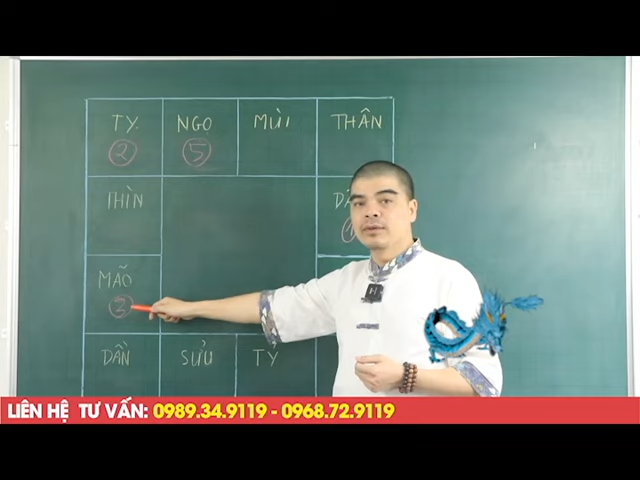 TỴ NGỌ MÙI THÂN
2 5
THÌN
MÃO
DẦN SỬU TÝ
LIÊN HỆ TƯ VẤN: 0989.34.9119 - 0968.72.9119